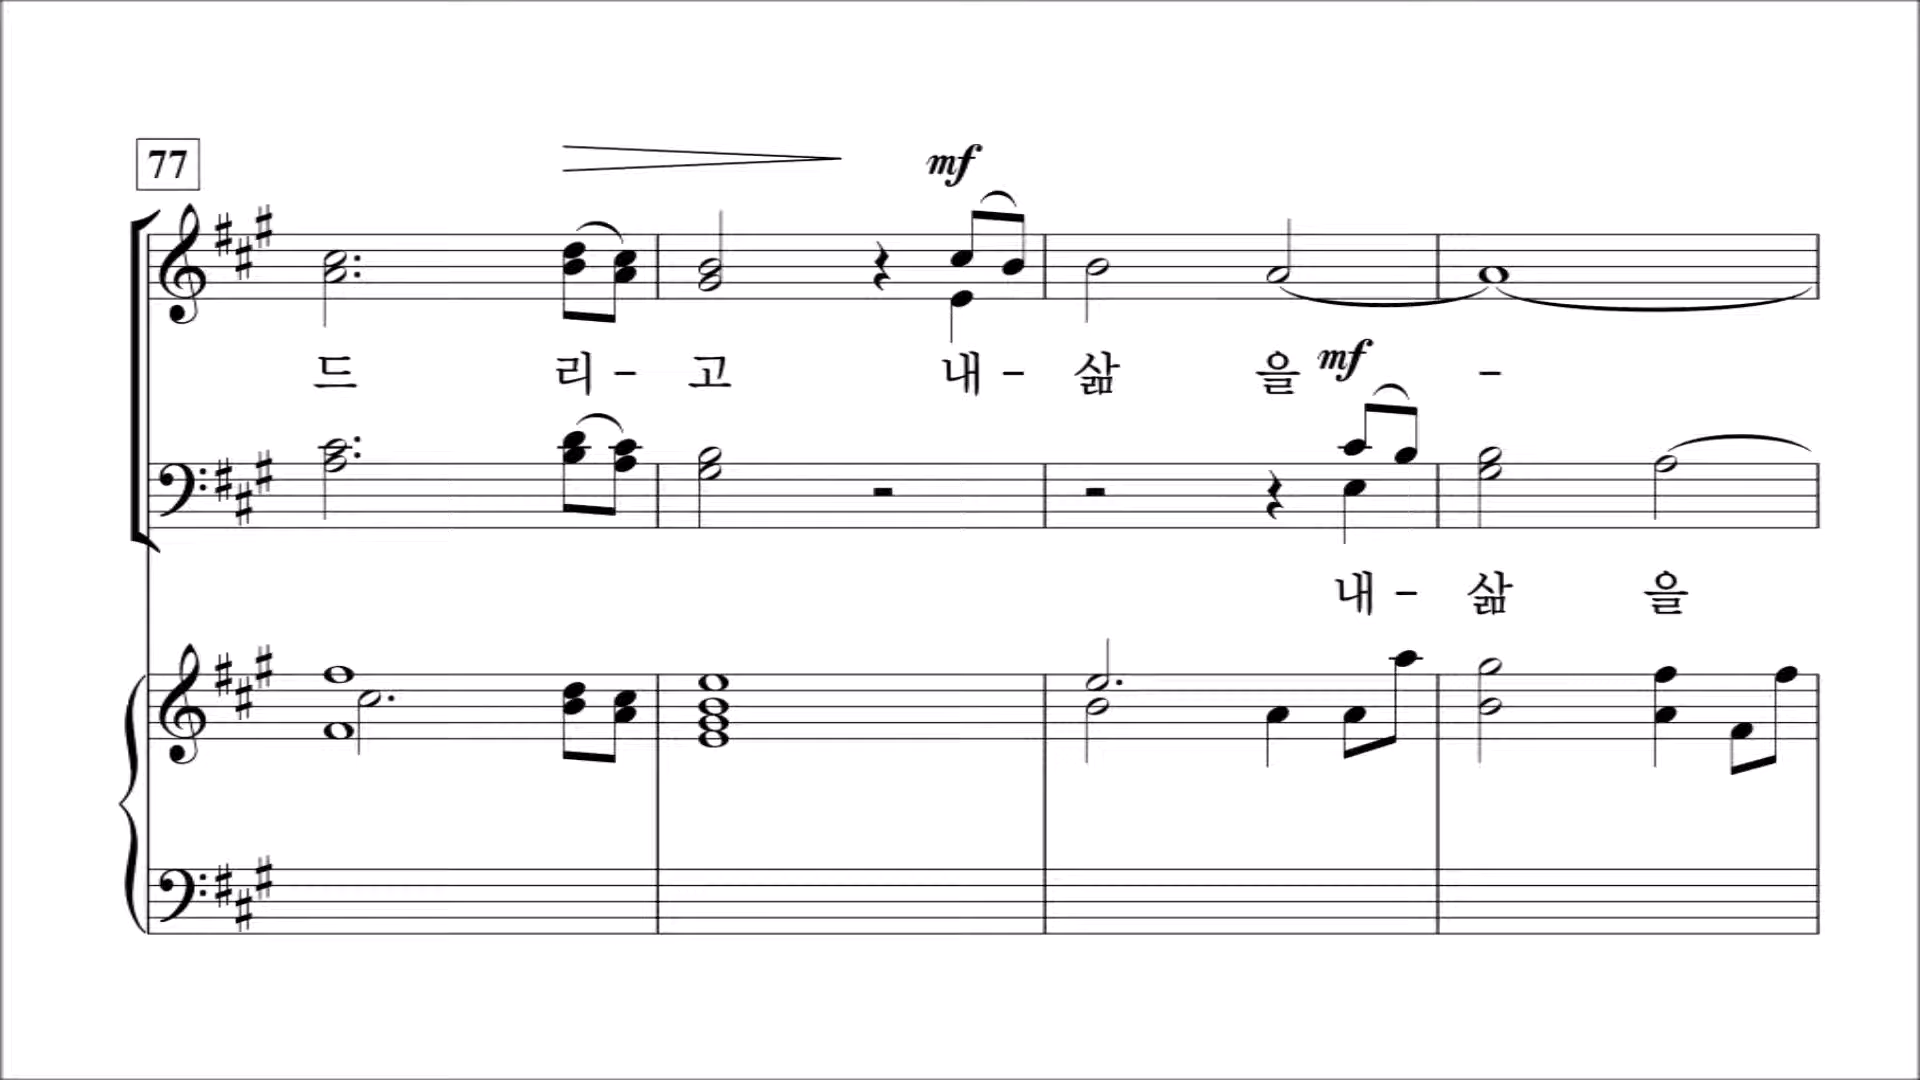 77
mf
드 리 - 고 내 - 삶 을 -
mf
내 - 삶 을